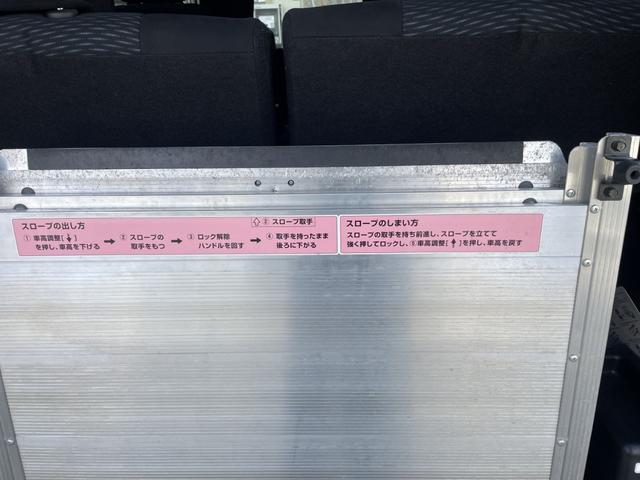 スロープの出し方
⇧② スロープ取手
① 車高調整[↓]を押し、車高を下げる → ② スロープの取手をもつ → ③ ロック解除ハンドルを回す → ④ 取手を持ったまま後ろに下がる
スロープのしまい方
スロープの取手を持ち前進し、スロープを立てて
強く押してロックし、⑤車高調整[↑]を押し、車高を戻す